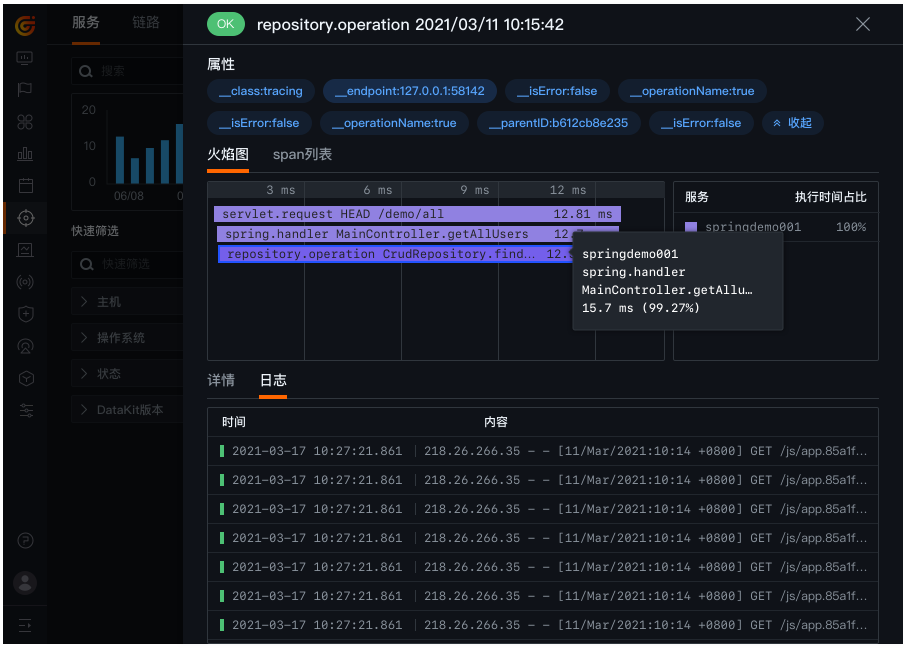 服务 链路
OK repository.operation 2021/03/11 10:15:42
搜索
20
10
0
06/08 0
快速筛选
快速筛选
主机
操作系统
状态
DataKit版本
属性
__class:tracing __endpoint:127.0.0.1:58142 __isError:false __operationName:true
__isError:false __operationName:true __parentID:b612cb8e235 __isError:false 收起
火焰图 span列表
3 ms 6 ms 9 ms 12 ms
servlet.request HEAD /demo/all 12.81 ms
spring.handler MainController.getAllUsers
repository.operation CrudRepository.find...
服务 执行时间占比
springdemo001 100%
springdemo001
spring.handler
MainController.getAllu…
15.7 ms (99.27%)
详情 日志
时间 内容
2021-03-17 10:27:21.861 218.26.266.35 – – [11/Mar/2021:10:14 +0800] GET /js/app.85a1f...
2021-03-17 10:27:21.861 218.26.266.35 – – [11/Mar/2021:10:14 +0800] GET /js/app.85a1f...
2021-03-17 10:27:21.861 218.26.266.35 – – [11/Mar/2021:10:14 +0800] GET /js/app.85a1f...
2021-03-17 10:27:21.861 218.26.266.35 – – [11/Mar/2021:10:14 +0800] GET /js/app.85a1f...
2021-03-17 10:27:21.861 218.26.266.35 – – [11/Mar/2021:10:14 +0800] GET /js/app.85a1f...
2021-03-17 10:27:21.861 218.26.266.35 – – [11/Mar/2021:10:14 +0800] GET /js/app.85a1f...
2021-03-17 10:27:21.861 218.26.266.35 – – [11/Mar/2021:10:14 +0800] GET /js/app.85a1f...